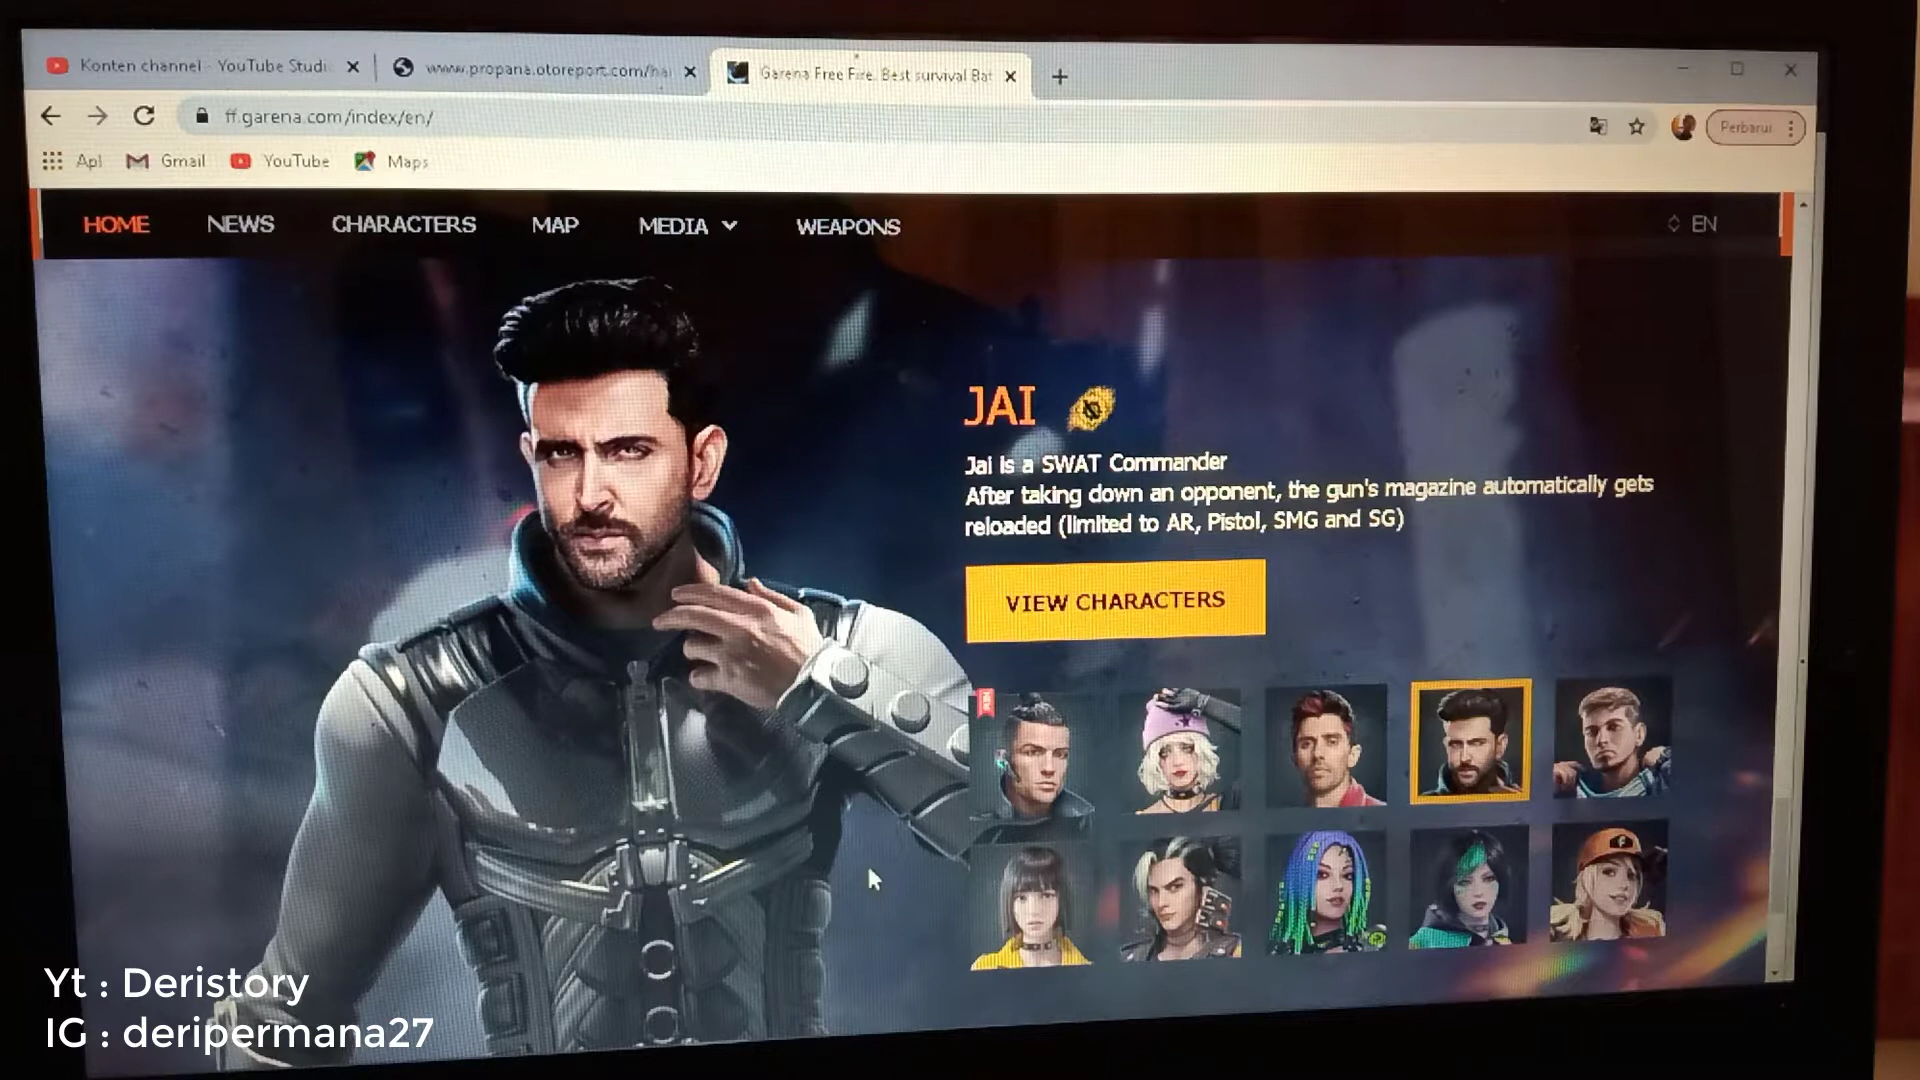 Konten channel - YouTube Studi
www.propana.otoreport.com/hai
Garena Free Fire. Best survival Bat
ff.garena.com/index/en/
Perbarui
Apl
Gmail
YouTube
Maps
HOME
NEWS
CHARACTERS
MAP
MEDIA
WEAPONS
EN
JAI
Jai is a SWAT Commander
After taking down an opponent, the gun's magazine automatically gets
reloaded (limited to AR, Pistol, SMG and SG)
VIEW CHARACTERS
NEW
Yt : Deristory
IG : deripermana27